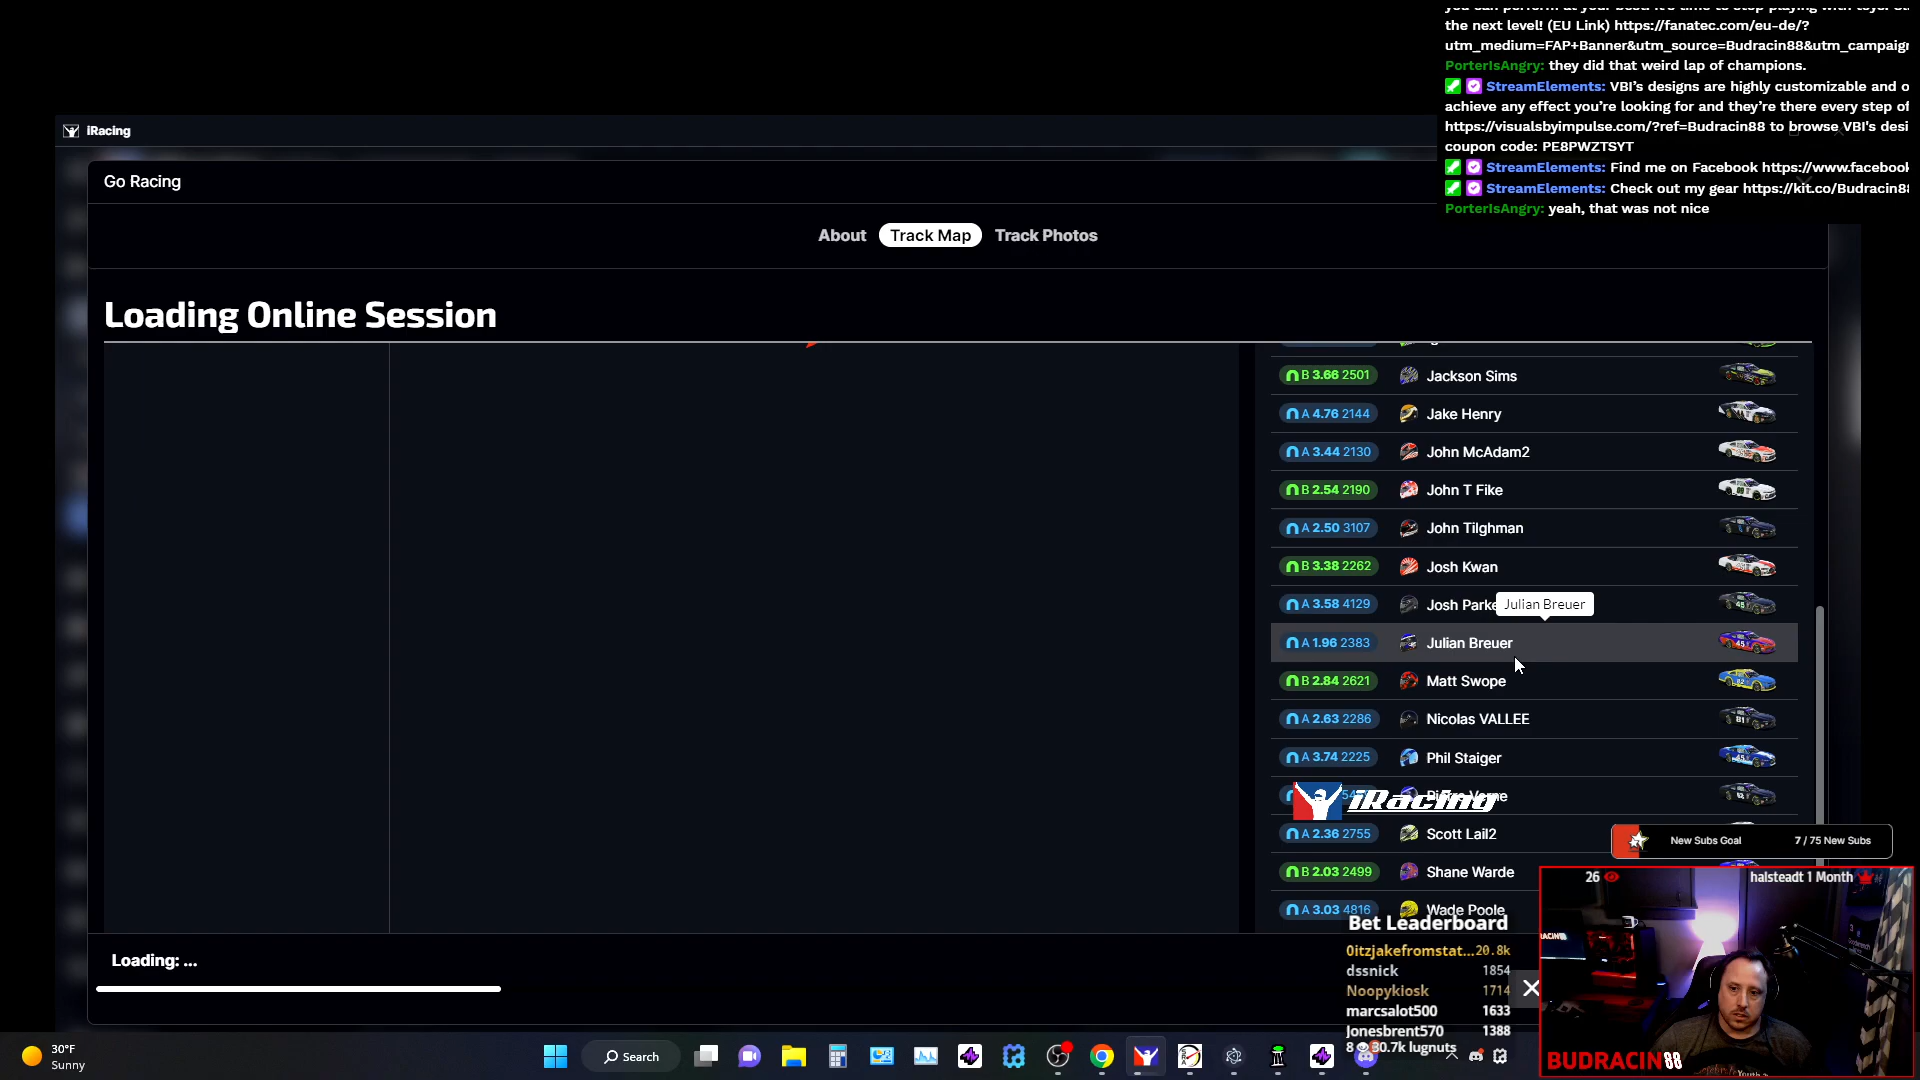 the next level! (EU Link) https://fanatec.com/eu-de/?
utm_medium=FAP+Banner&utm_source=Budracin88&utm_campaign
PorterIsAngry: they did that weird lap of champions.
StreamElements: VBI's designs are highly customizable and
achieve any effect you're looking for and they're there every step of
https://visualsbyimpulse.com/?ref=Budracin88 to browse VBI's
coupon code: PE8PWZTSYT
StreamElements: Find me on Facebook https://www.facebook
StreamElements: Check out my gear https://kit.co/Budracin88
PorterIsAngry: yeah, that was not nice
iRacing
Go Racing
About
Track Map
Track Photos
Loading Online Session
B 3.66 2501 Jackson Sims
A 4.76 2144 Jake Henry
A 3.44 2130 John McAdam2
B 2.54 2190 John T Fike
A 2.50 3107 John Tilghman
B 3.38 2262 Josh Kwan
A 3.58 4129 Josh Parke
Julian Breuer
A 1.96 2383 Julian Breuer
B 2.84 2621 Matt Swope
A 2.63 2286 Nicolas VALLEE
A 3.74 2225 Phil Staiger
Pierre Verne
iRacing
A 2.36 2755 Scott Lail2
B 2.03 2499 Shane Warde
A 3.03 4816 Wade Poole
New Subs Goal 7 / 75 New Subs
26
halsteadt 1 Month
Bet Leaderboard
0itzjakefromstat...20.8k
dssnick 1854
Noopykiosk 1714
marcsalot500 1633
Jonesbrent570 1388
8 30.7k lugnuts
Loading: ...
30°F
Sunny
Search
BUDRACIN88